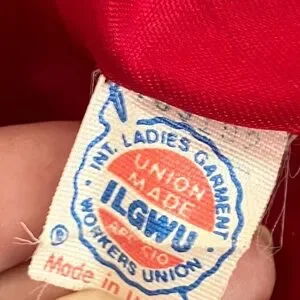 INT. LADIES GARMENT
UNION
MADE
ILGWU
AFL-CIO
WORKERS UNION
®
Made in